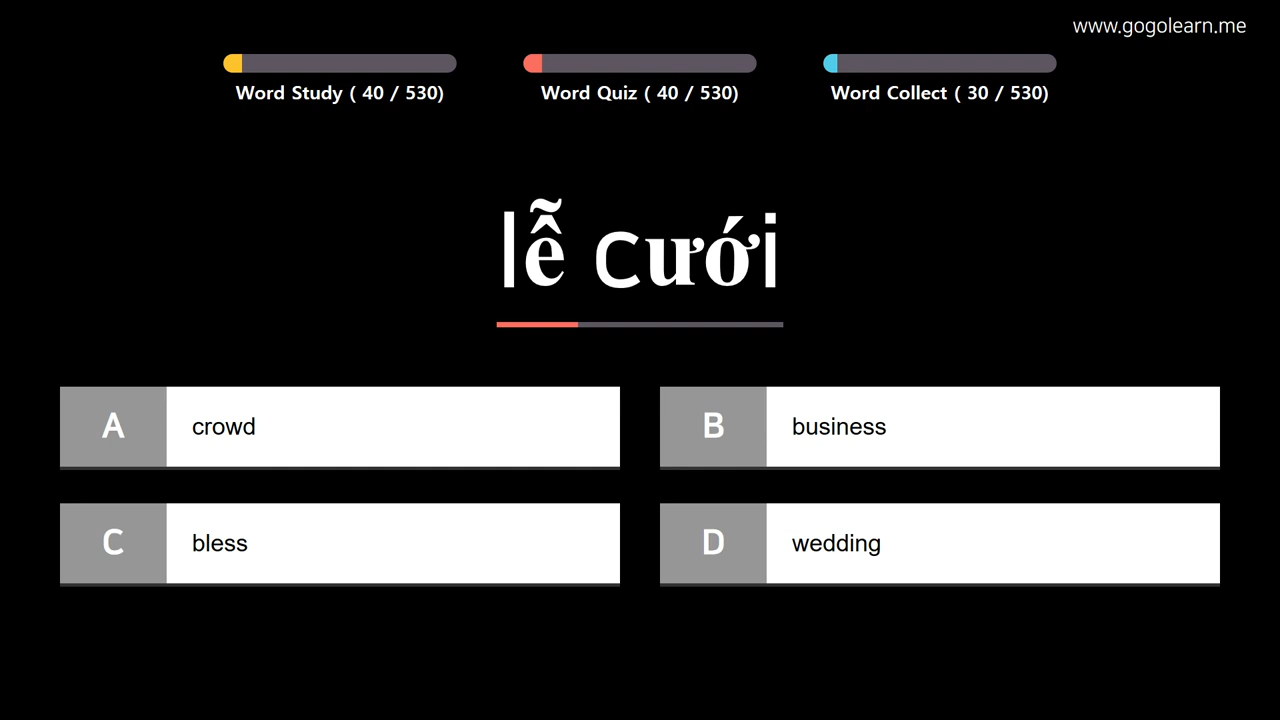 www.gogolearn.me
Word Study ( 40 / 530)
Word Quiz ( 40 / 530)
Word Collect ( 30 / 530)
lễ cưới
A crowd
B business
C bless
D wedding